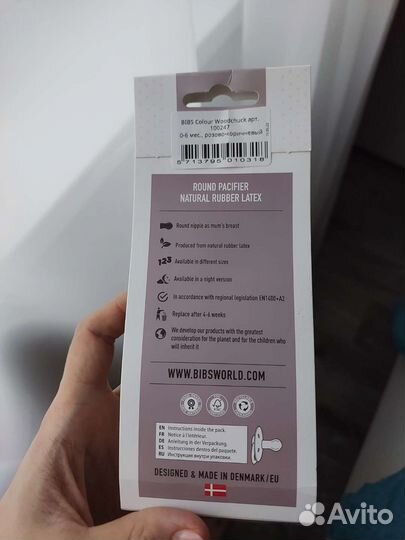 BIBS Colour Woodchuck арт.
100247
0-6 мес., розово-коричневый
5713795010318
ROUND PACIFIER
NATURAL RUBBER LATEX
Round nipple as mum's breast
Produced from natural rubber latex
123 Available in different sizes
Available in a night version
In accordance with regional legislation EN1400+A2
Replace after 4-6 weeks
We develop our products with the greatest
consideration for the planet and for the children who
will inherit it
WWW.BIBSWORLD.COM
EN Instructions inside the pack.
FR Notice à l'intérieur.
DE Anleitung in der Verpackung.
ES Instrucciones dentro del paquete.
RU Инструкция внутри упаковки.
DESIGNED & MADE IN DENMARK/EU
Avito